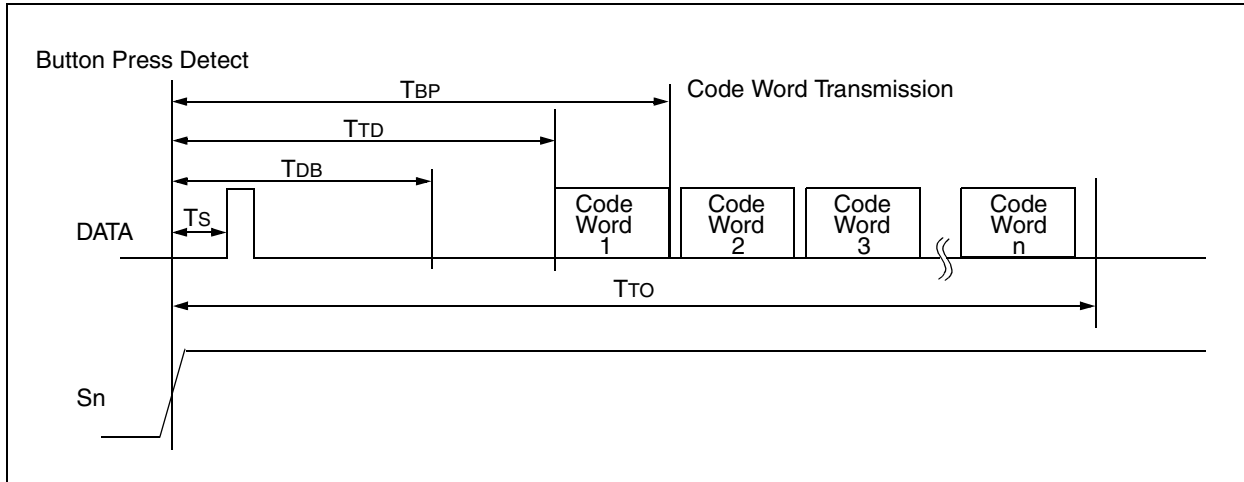 Button Press Detect
TBP
Code Word Transmission
TTD
TDB
TS
DATA
Code
Word
1
Code
Word
2
Code
Word
3
Code
Word
n
TTO
Sn